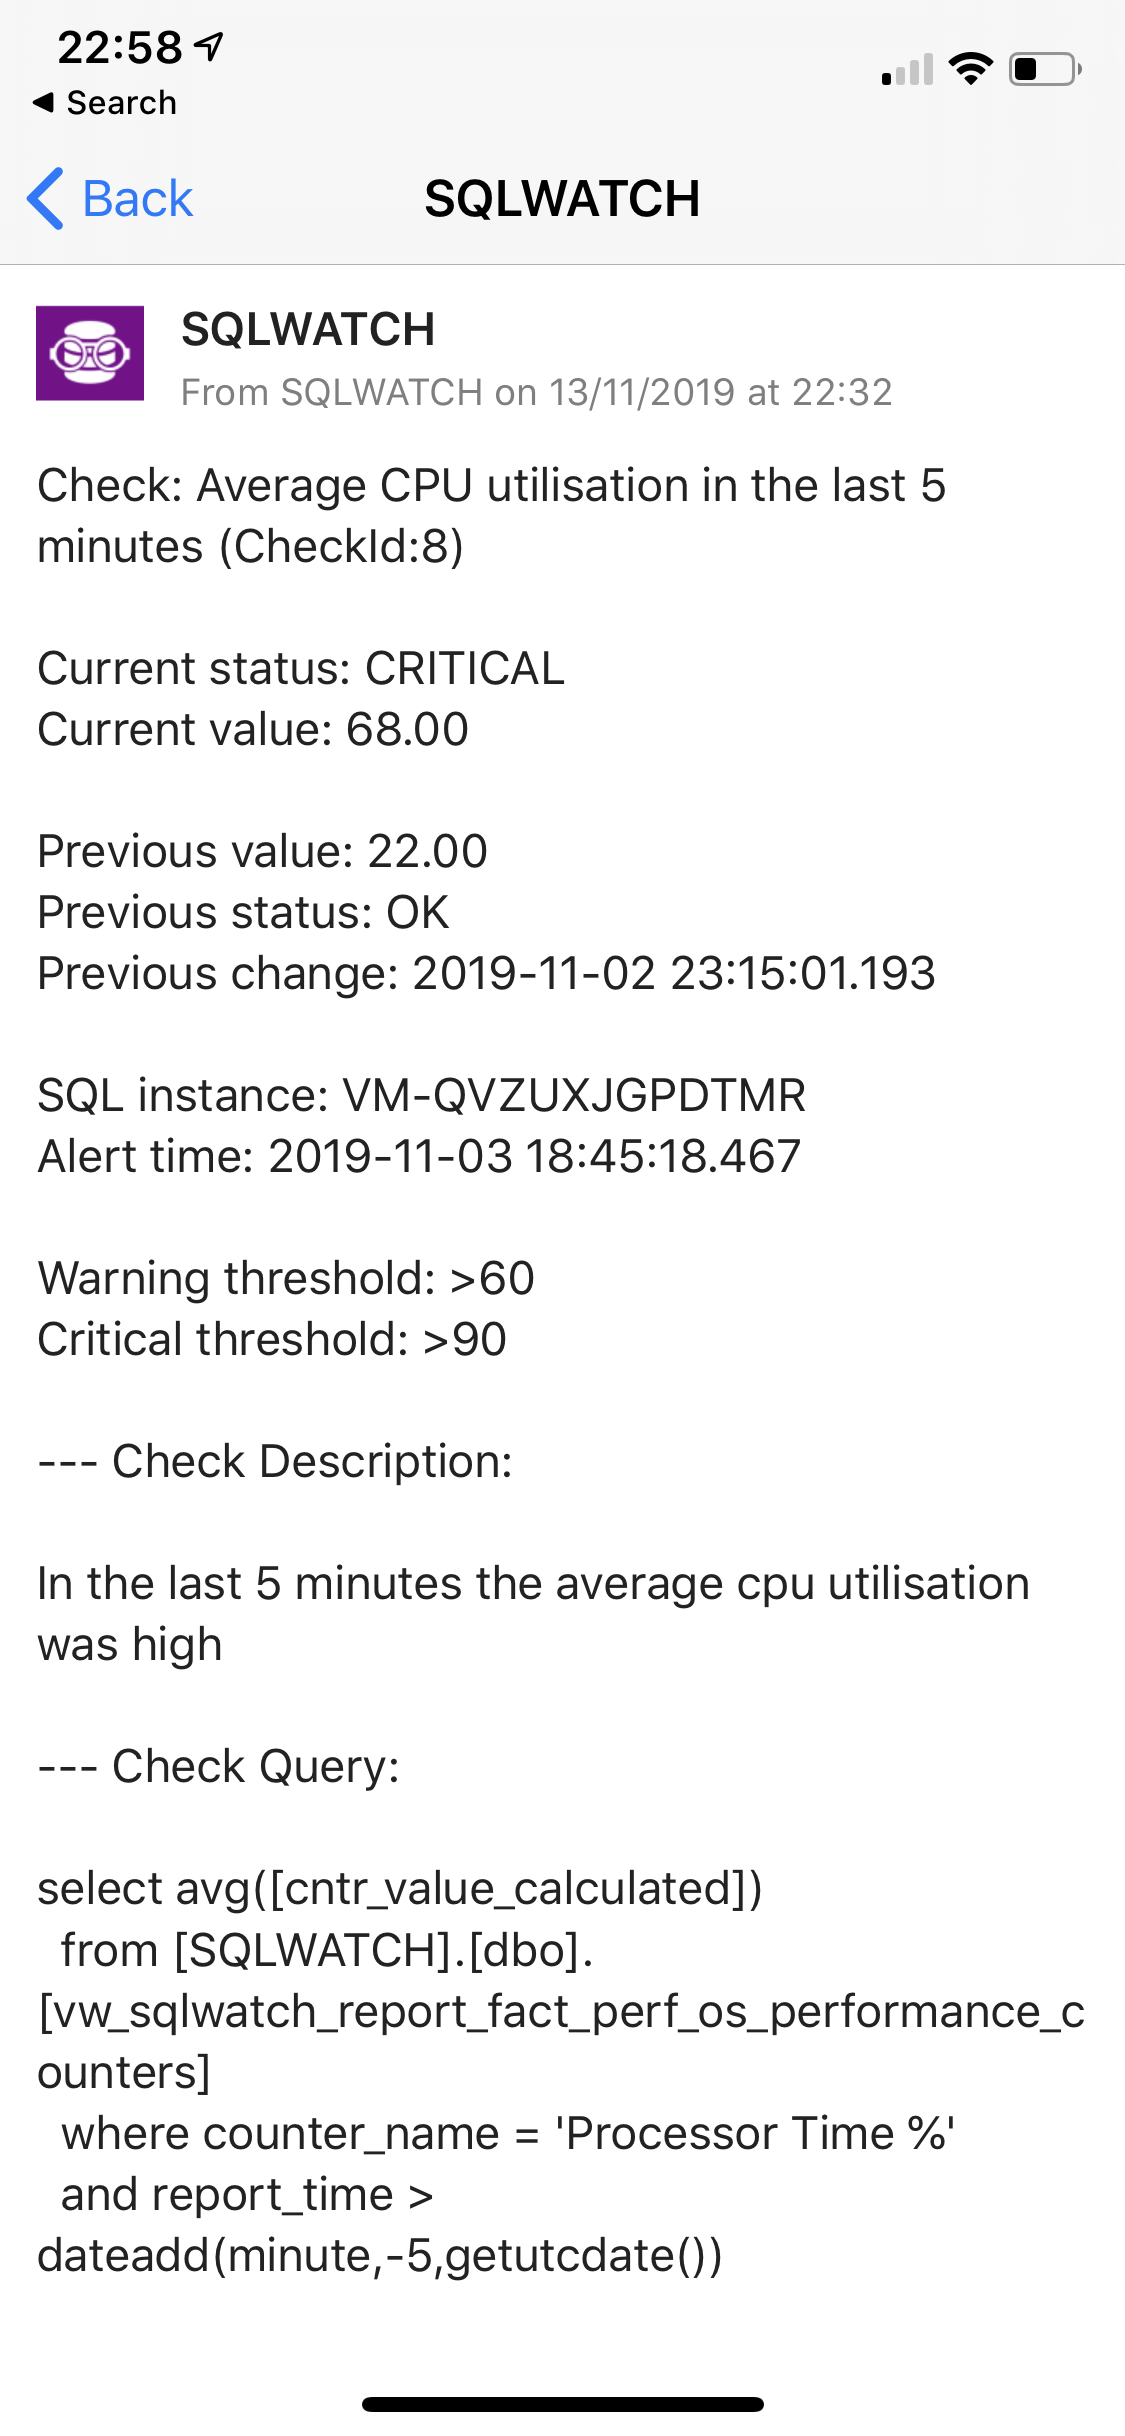 22:58
Search
Back
SQLWATCH
SQLWATCH
From SQLWATCH on 13/11/2019 at 22:32
Check: Average CPU utilisation in the last 5
minutes (CheckId:8)
Current status: CRITICAL
Current value: 68.00
Previous value: 22.00
Previous status: OK
Previous change: 2019-11-02 23:15:01.193
SQL instance: VM-QVZUXJGPDTMR
Alert time: 2019-11-03 18:45:18.467
Warning threshold: >60
Critical threshold: >90
--- Check Description:
In the last 5 minutes the average cpu utilisation
was high
--- Check Query:
select avg([cntr_value_calculated])
from [SQLWATCH].[dbo].
[vw_sqlwatch_report_fact_perf_os_performance_c
ounters]
where counter_name = 'Processor Time %'
and report_time >
dateadd(minute,-5,getutcdate())